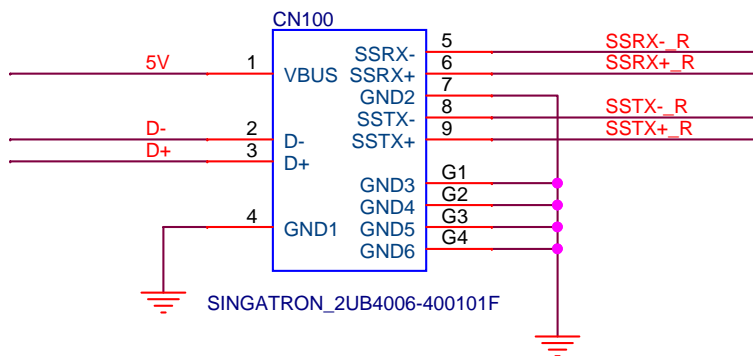 CN100
5V 1 VBUS SSRX- 5 SSRX-_R
SSRX+ 6 SSRX+_R
GND2 7
D- 2 D- SSTX- 8 SSTX-_R
D+ 3 D+ SSTX+ 9 SSTX+_R
GND3 G1
GND4 G2
4 GND1 GND5 G3
GND6 G4
SINGATRON_2UB4006-400101F